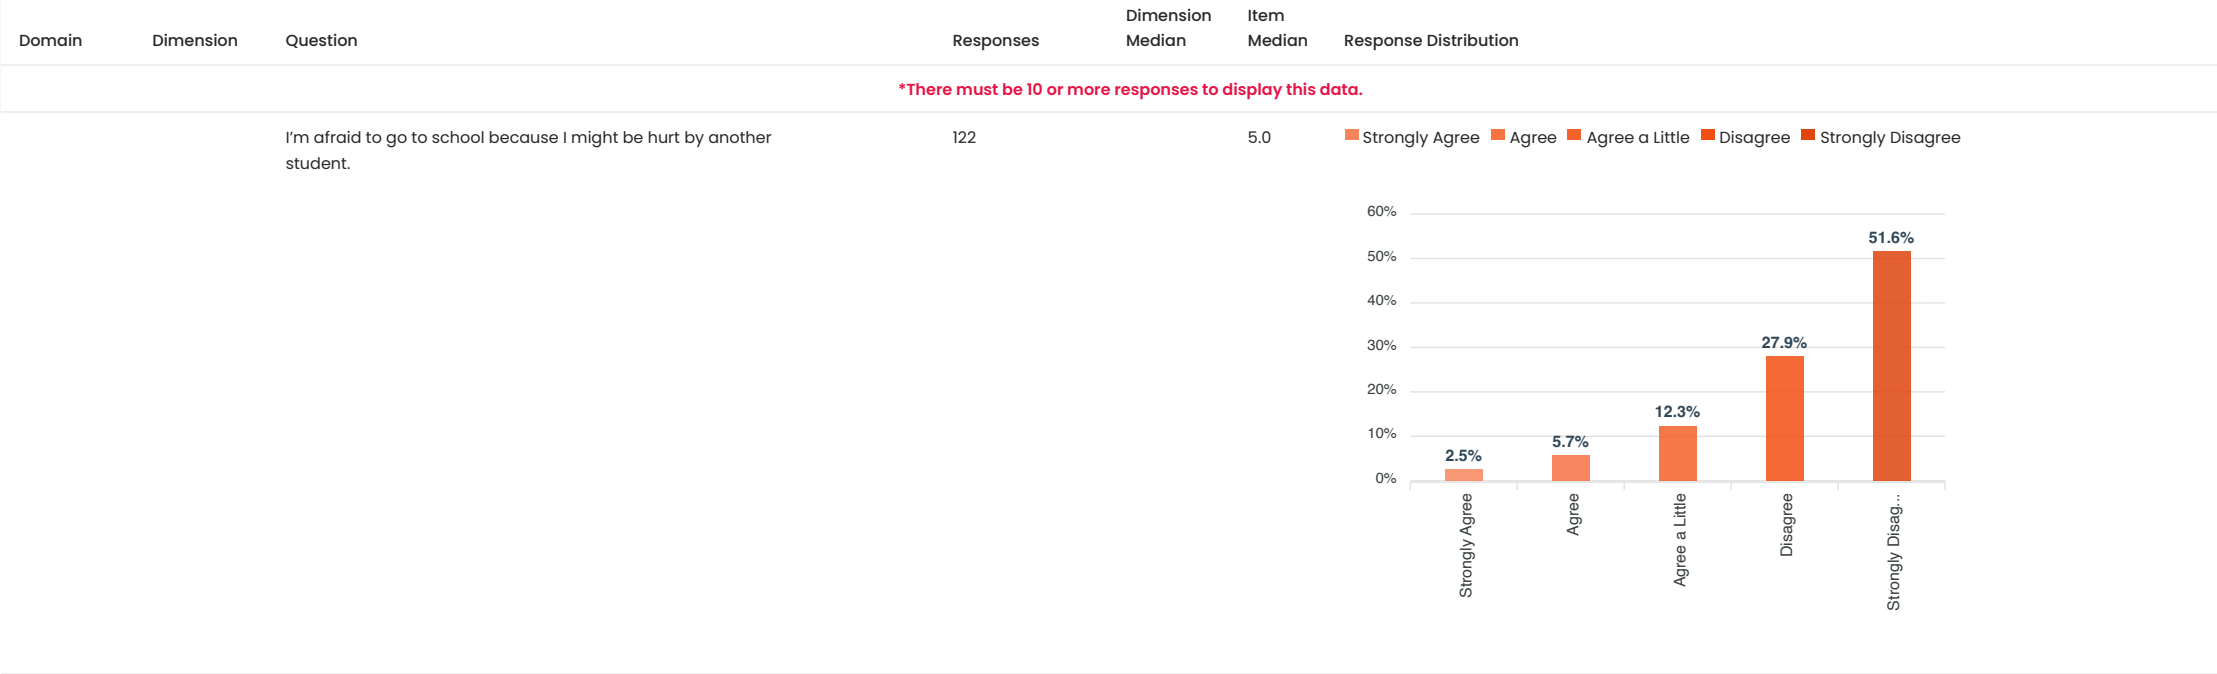 Domain Dimension Question Responses Dimension Median Item Median Response Distribution
*There must be 10 or more responses to display this data.
I’m afraid to go to school because I might be hurt by another
student.
122
5.0
Strongly Agree Agree Agree a Little Disagree Strongly Disagree
60%
50%
40%
30%
20%
10%
0%
2.5%
5.7%
12.3%
27.9%
51.6%
Strongly Agree
Agree
Agree a Little
Disagree
Strongly Disag...